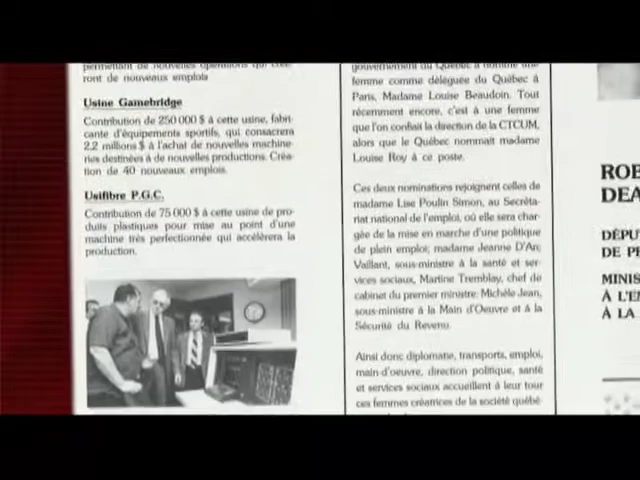 permettant de nouvelles opérations qui crée-
ront de nouveaux emplois
Usine Gamebridge
Contribution de 250 000 $ à cette usine, fabri-
cante d'équipements sportifs, qui consacrera
2,2 millions $ à l'achat de nouvelles machine-
ries destinées à de nouvelles productions. Créa-
tion de 40 nouveaux emplois.
Usifibre P.G.C.
Contribution de 75 000 $ à cette usine de pro-
duits plastiques pour mise au point d'une
machine très perfectionnée qui accélèrera la
production.
gouvernement du Québec a nommé une
femme comme déléguée du Québec à
Paris, Madame Louise Beaudoin. Tout
récemment encore, c'est à une femme
que l'on confiait la direction de la CTCUM,
alors que le Québec nommait madame
Louise Roy à ce poste.
Ces deux nominations rejoignent celles de
madame Lise Poulin Simon, au Secréta-
riat national de l'emploi, où elle sera char-
gée de la mise en marche d'une politique
de plein emploi; madame Jeanne D'Arc
Vaillant, sous-ministre à la santé et ser-
vices sociaux, Martine Tremblay, chef de
cabinet du premier ministre; Michèle Jean,
sous-ministre à la Main d'Oeuvre et à la
Sécurité du Revenu.
Ainsi donc diplomate, transports, emploi,
main-d'oeuvre, direction politique, santé
et services sociaux accueillent à leur tour
ces femmes créatrices de la société québé-
ROB
DEA
DÉPU
DE PR
MINIS
À L'EM
À LA